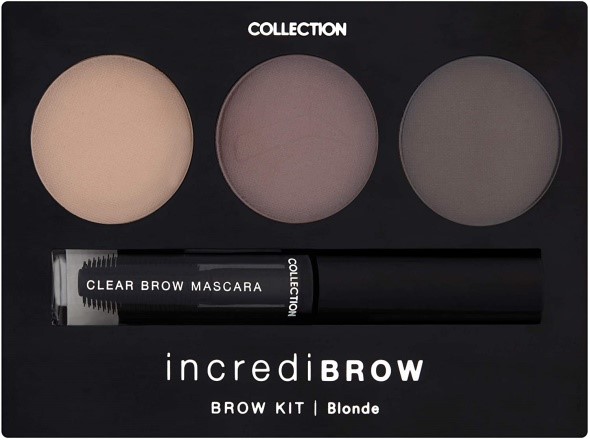 COLLECTION
CLEAR BROW MASCARA
COLLECTION
incrediBROW
BROW KIT | Blonde